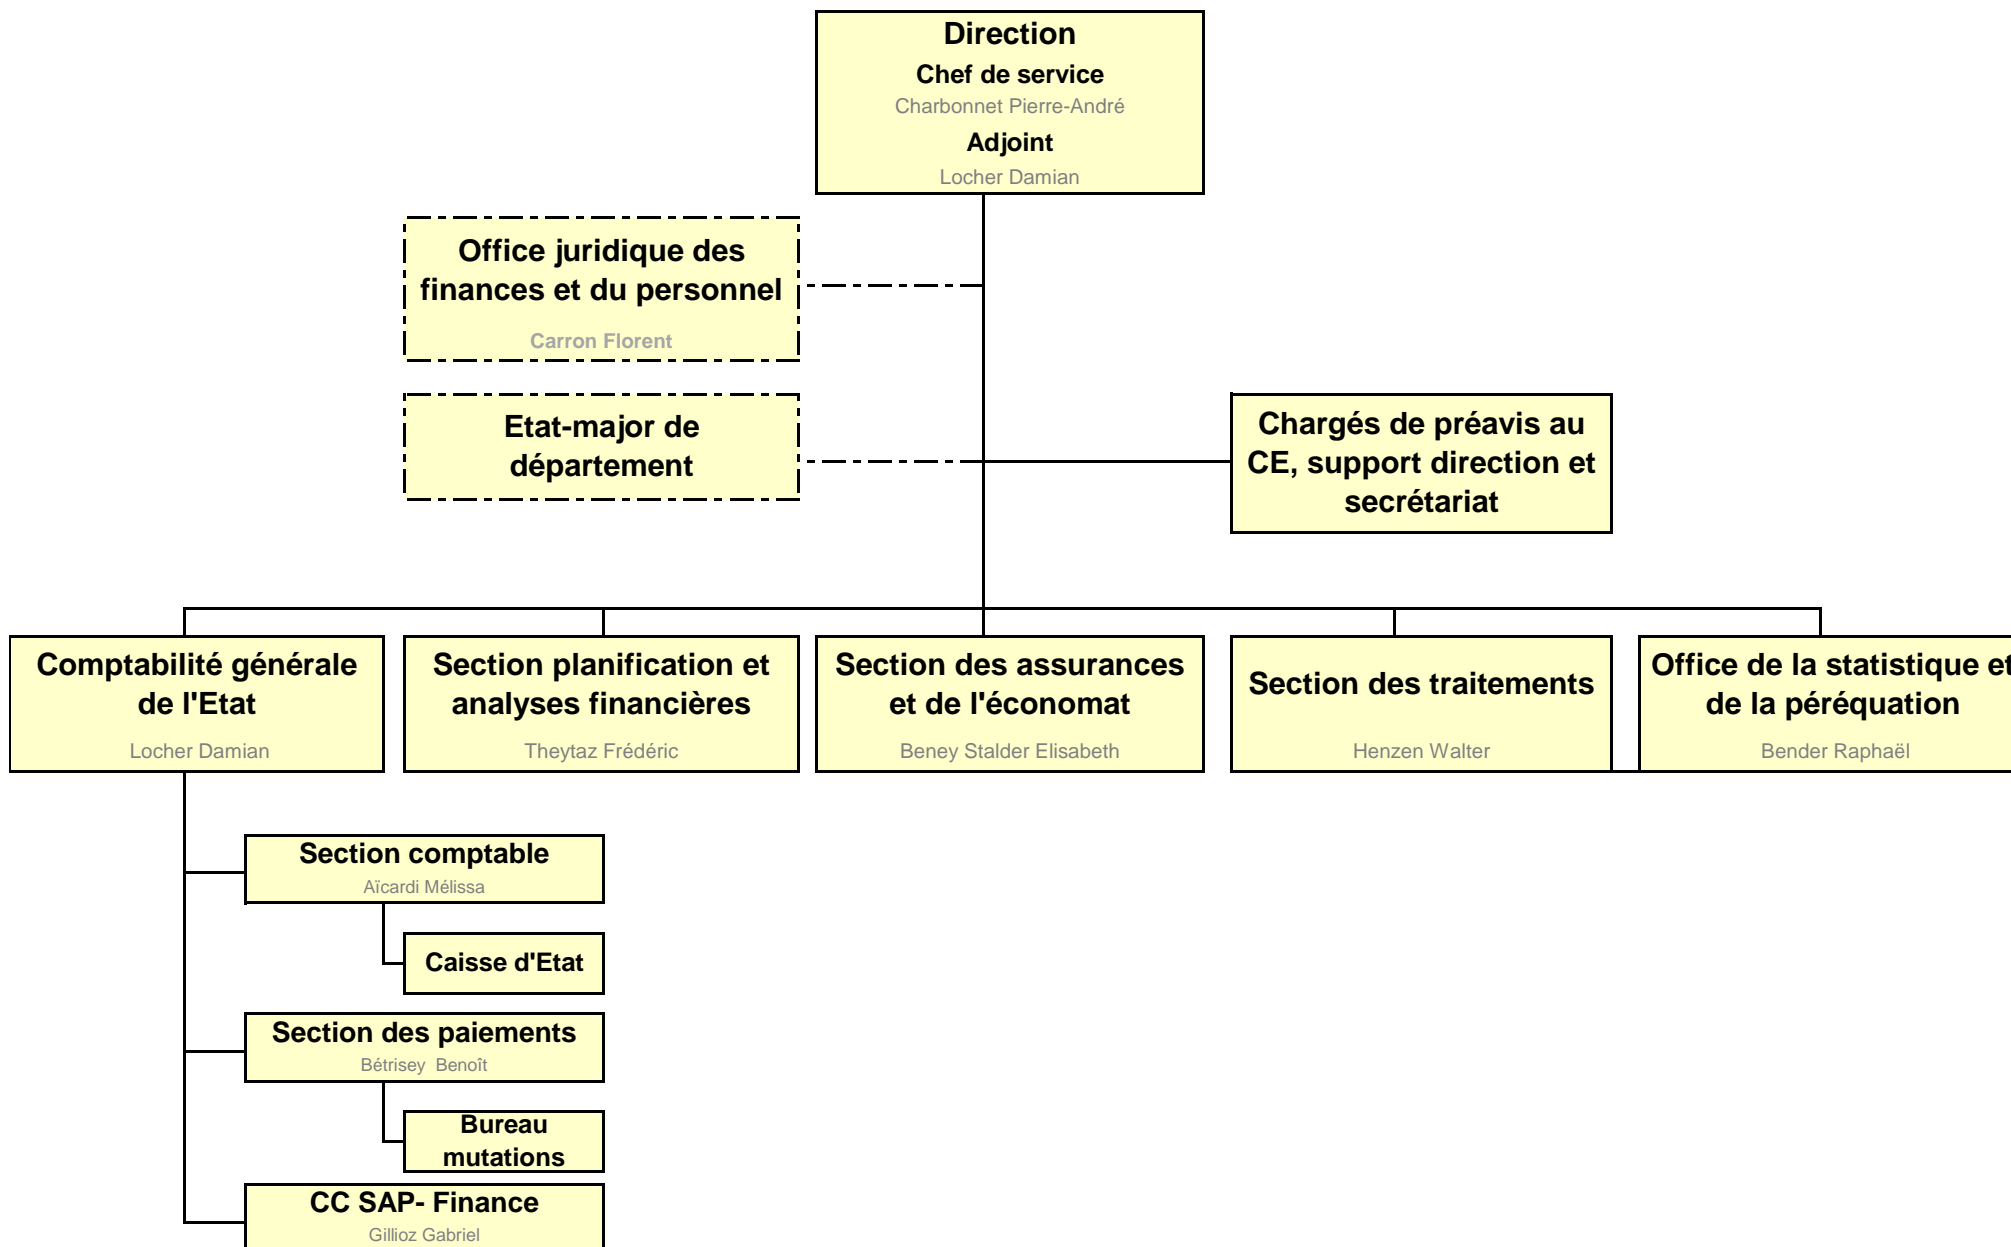 Direction
Chef de service
Charbonnet Pierre-André
Adjoint
Locher Damian
Office juridique des
finances et du personnel
Carron Florent
Etat-major de
département
Chargés de préavis au
CE, support direction et
secrétariat
Comptabilité générale
de l'Etat
Locher Damian
Section planification et
analyses financières
Theytaz Frédéric
Section des assurances
et de l'économat
Beney Stalder Elisabeth
Section des traitements
Henzen Walter
Office de la statistique et
de la péréquation
Bender Raphaël
Section comptable
Aïcardi Mélissa
Caisse d'Etat
Section des paiements
Bétrisey  Benoît
Bureau
mutations
CC SAP- Finance
Gillioz Gabriel